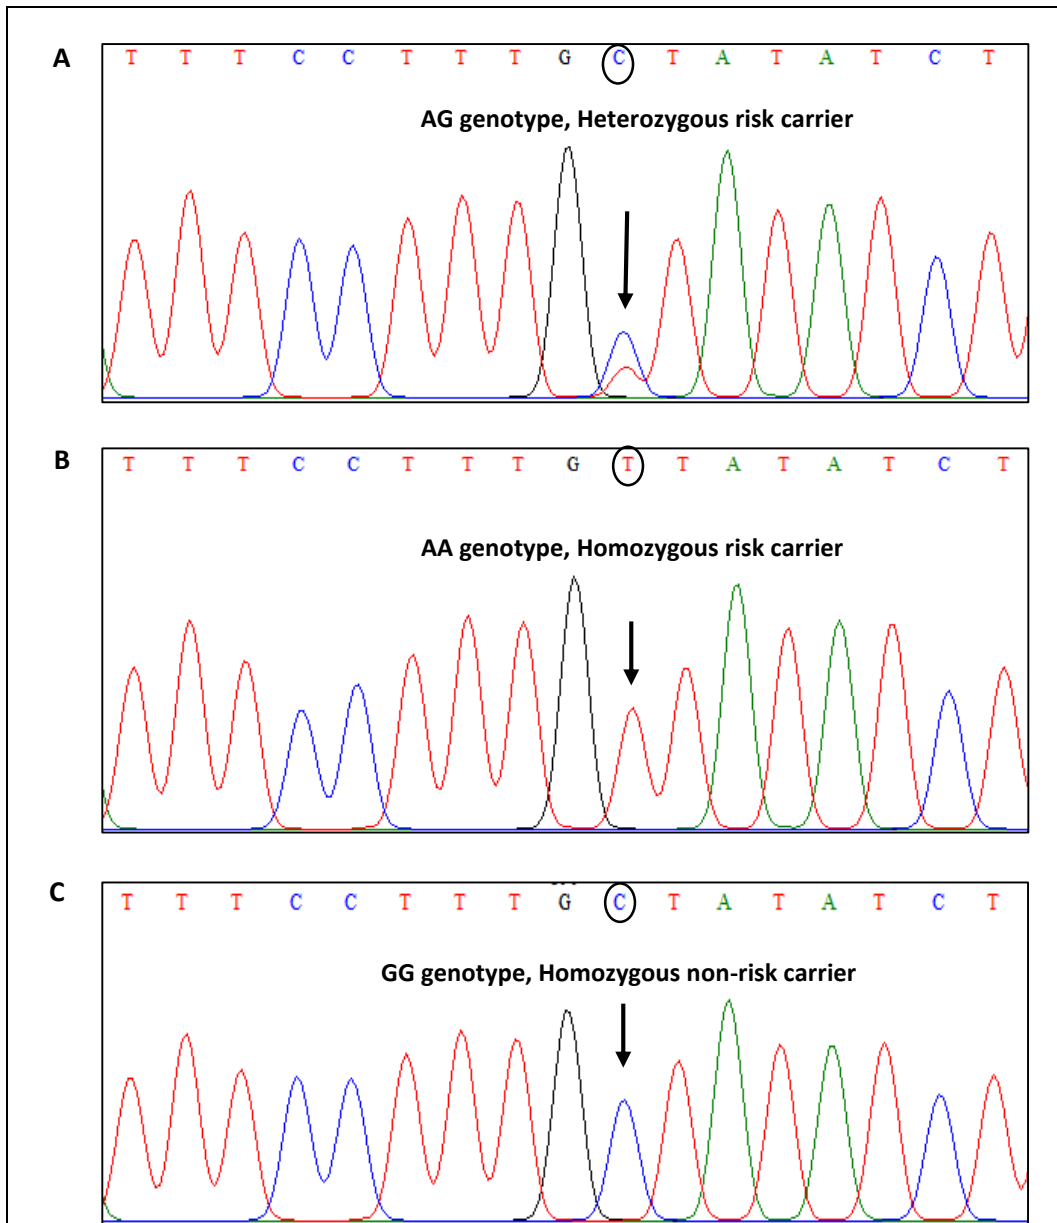 A
T T T C C T T T G C T A T A T C T
AG genotype, Heterozygous risk carrier
B
T T T C C T T T G T T A T A T C T
AA genotype, Homozygous risk carrier
C
T T T C C T T T G C T A T A T C T
GG genotype, Homozygous non-risk carrier